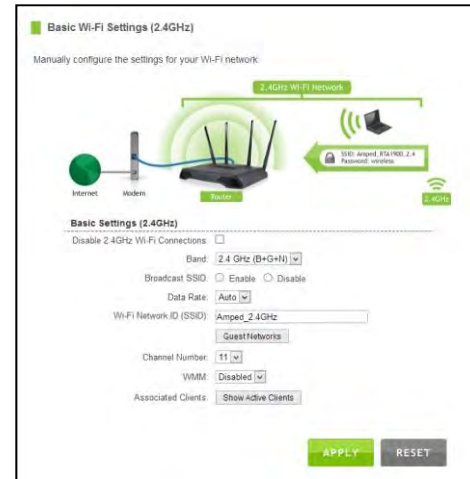 Basic Wi-Fi Settings (2.4GHz)
Manually configure the settings for your Wi-Fi network
2.4GHz Wi-Fi Network
SSID: Amped_RTA1900_2.4
Password: wireless
Internet
Modem
Router
2.4GHz
Basic Settings (2.4GHz)
Disable 2.4GHz Wi-Fi Connections:
Band: 2.4 GHz (B+G+N)
Broadcast SSID: Enable Disable
Data Rate: Auto
Wi-Fi Network ID (SSID): Amped_2.4GHz
Guest Networks
Channel Number: 11
WMM: Disabled
Associated Clients: Show Active Clients
APPLY RESET